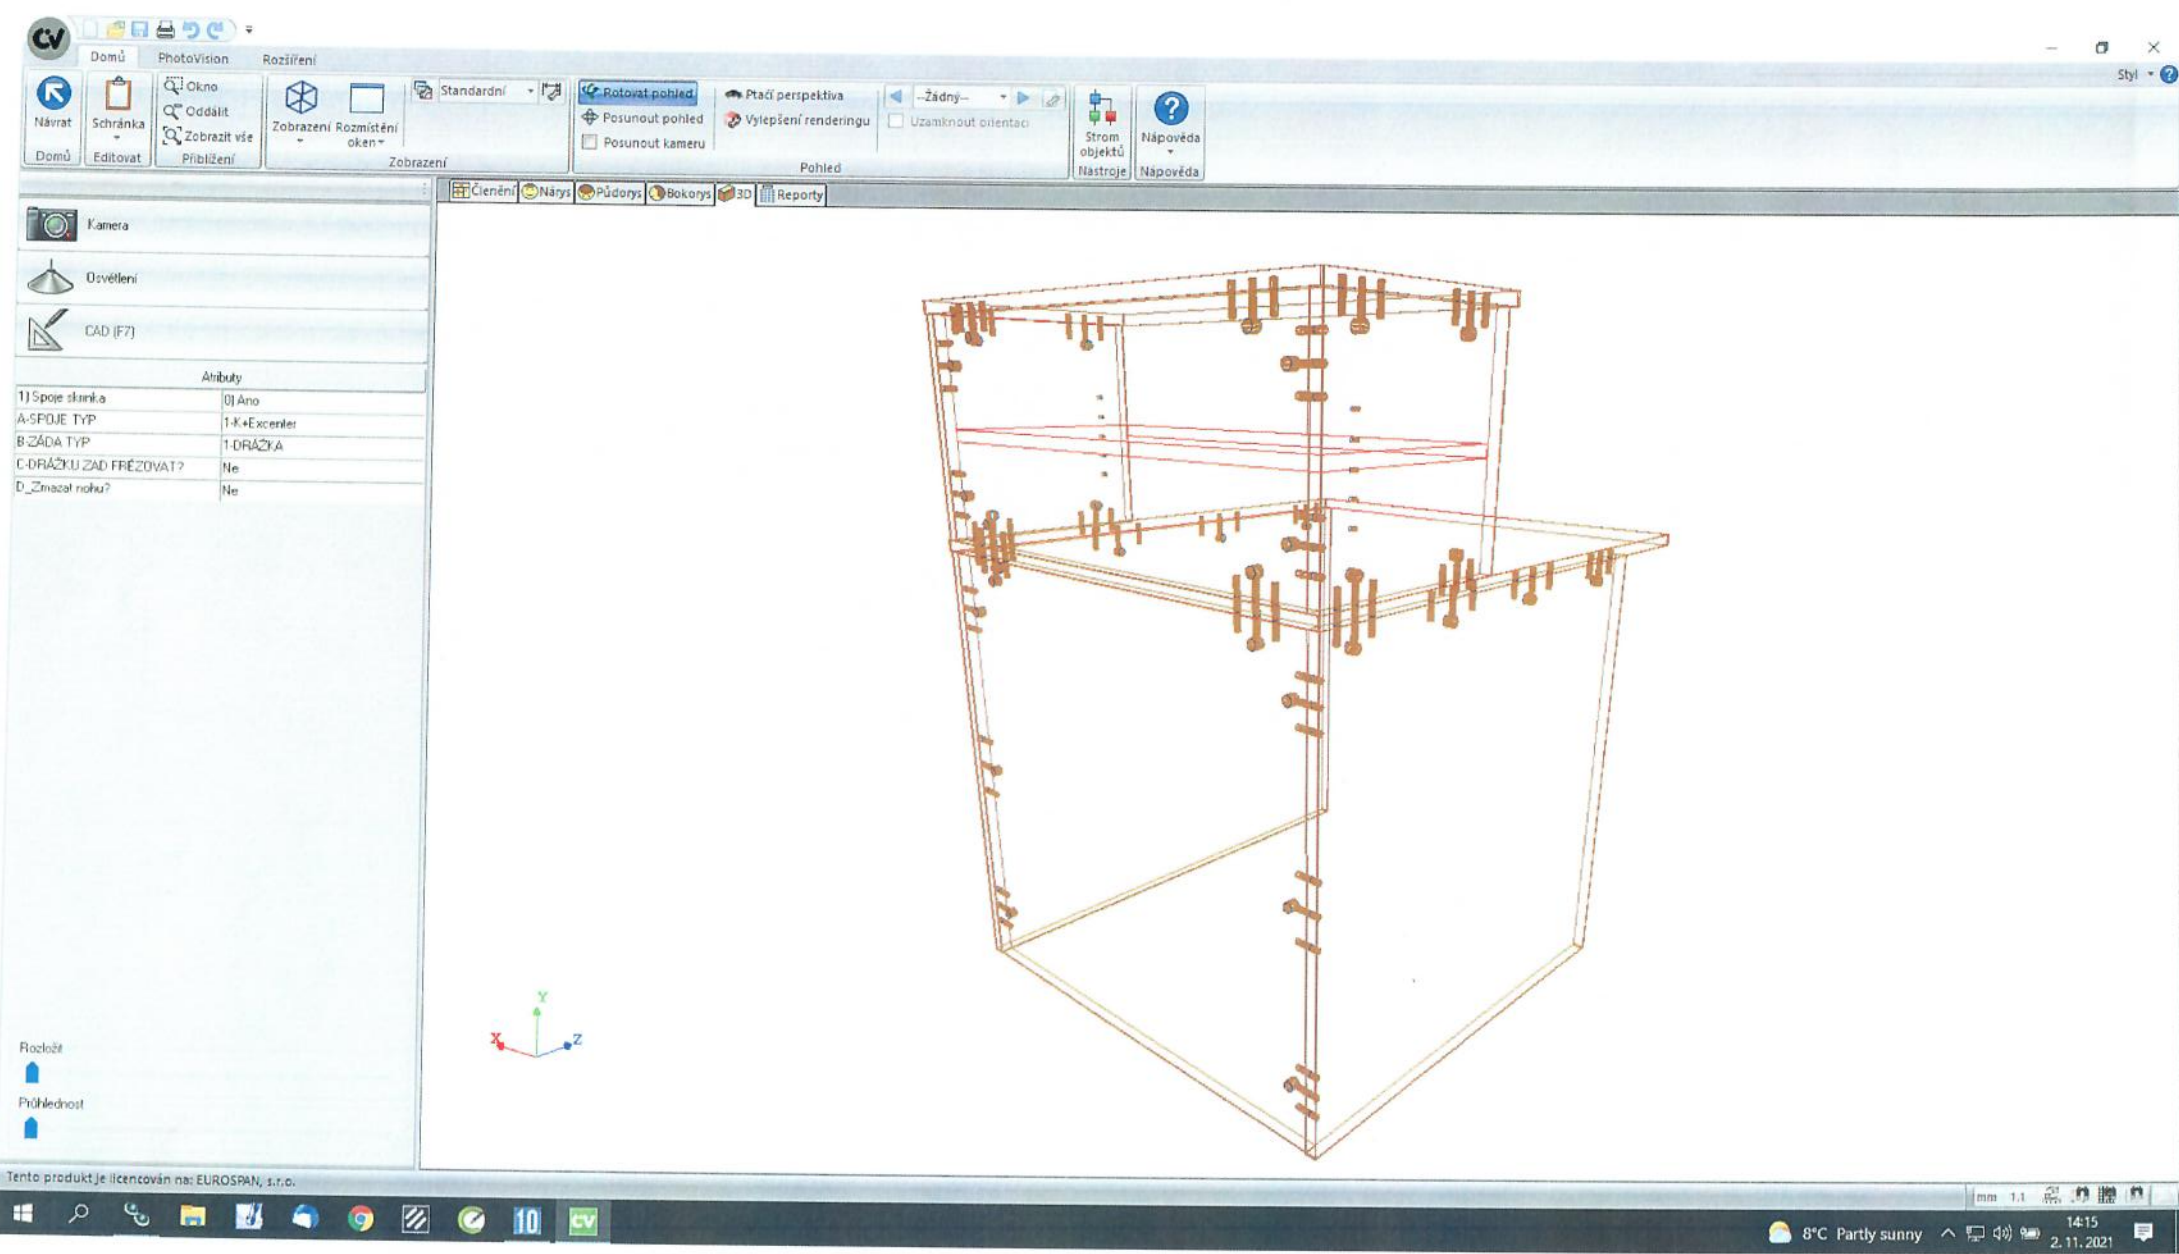 CV
Domů PhotoVision Rozšíření
Styl
Návrat
Domů
Schránka
Editovat
Okno
Oddálit
Zobrazit vše
Přiblížení
Zobrazení
Rozmístění oken
Standardní
Zobrazení
Rotovat pohled
Posunout pohled
Posunout kameru
Ptačí perspektiva
Vylepšení renderingu
--Žádný--
Uzamknout orientaci
Pohled
Strom objektů
Nástroje
Nápověda
Nápověda
Členění Nárys Půdorys Bokorys 3D Reporty
Kamera
Osvětlení
CAD (F7)
Atributy
1) Spoje skrinka 0) Ano
A-SPOJE TYP 1-K+Excenter
B-ZÁDA TYP 1-DRÁŽKA
C-DRÁŽKU ZAD FRÉZOVAT? Ne
D_Zmazat nohu? Ne
Y
X
Z
Rozložit
Průhlednost
Tento produkt je licencován na: EUROSPAN, s.r.o.
mm 1:1
10
CV
8°C Partly sunny
14:15
2. 11. 2021